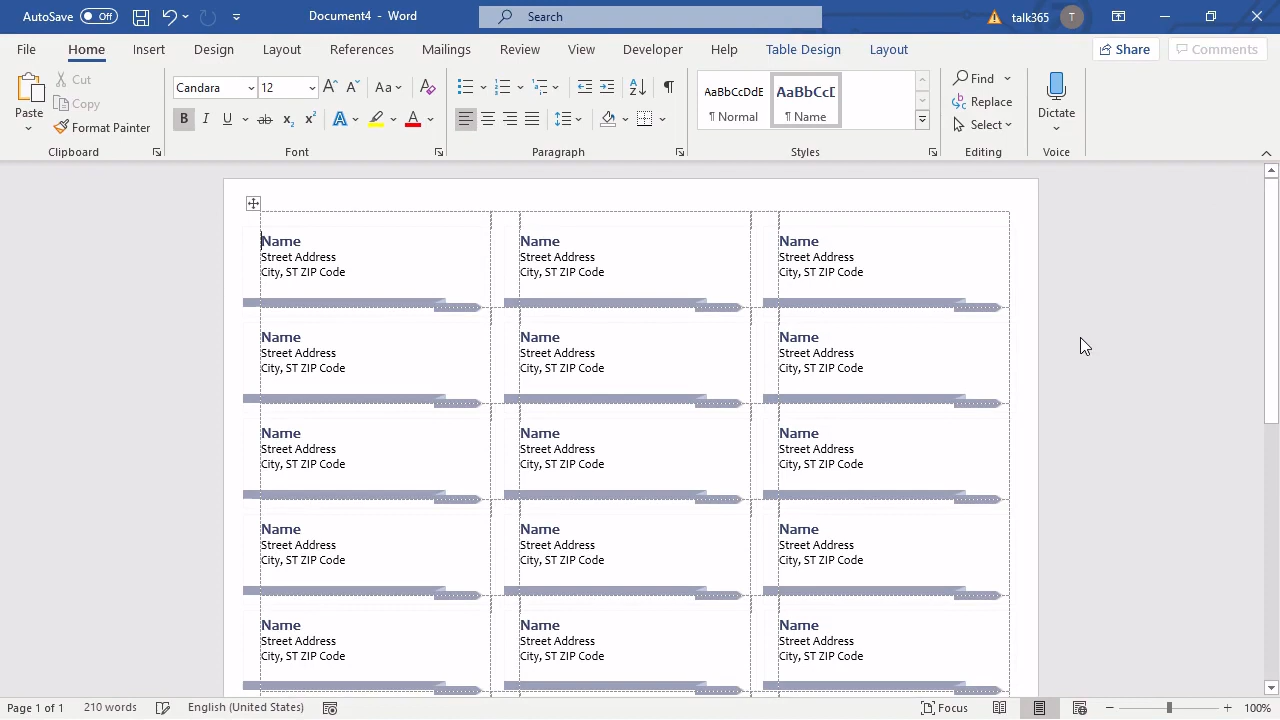 AutoSave Off Document4 - Word Search talk365 T
File Home Insert Design Layout References Mailings Review View Developer Help Table Design Layout Share Comments
Paste Cut Copy Format Painter
Clipboard
Candara 12 Aa
B I U ab x₂ x² A A
Font
Paragraph
AaBbCcDdE AaBbCcI
¶ Normal ¶ Name
Styles
Find
Replace
Select
Editing
Dictate
Voice
Name Name Name
Street Address Street Address Street Address
City, ST ZIP Code City, ST ZIP Code City, ST ZIP Code
Name Name Name
Street Address Street Address Street Address
City, ST ZIP Code City, ST ZIP Code City, ST ZIP Code
Name Name Name
Street Address Street Address Street Address
City, ST ZIP Code City, ST ZIP Code City, ST ZIP Code
Name Name Name
Street Address Street Address Street Address
City, ST ZIP Code City, ST ZIP Code City, ST ZIP Code
Name Name Name
Street Address Street Address Street Address
City, ST ZIP Code City, ST ZIP Code City, ST ZIP Code
Page 1 of 1 210 words English (United States) Focus 100%